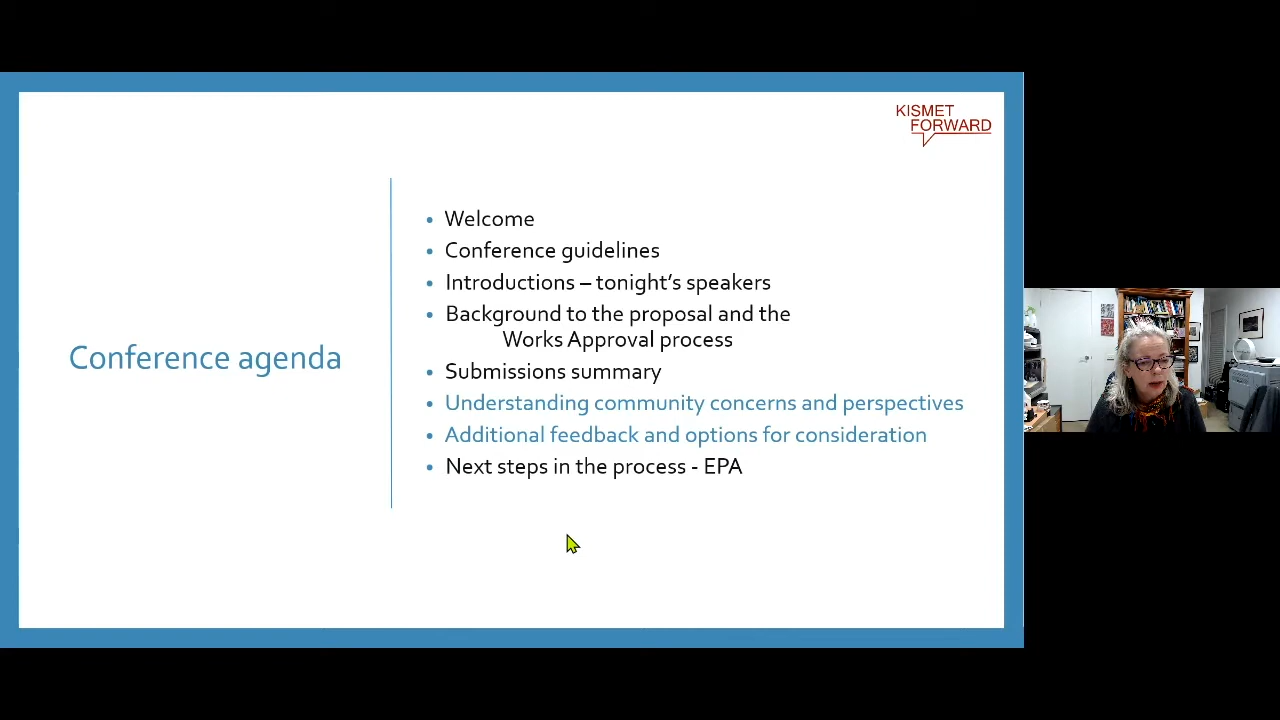 KISMET
FORWARD
Conference agenda
• Welcome
• Conference guidelines
• Introductions – tonight's speakers
• Background to the proposal and the
Works Approval process
• Submissions summary
• Understanding community concerns and perspectives
• Additional feedback and options for consideration
• Next steps in the process - EPA